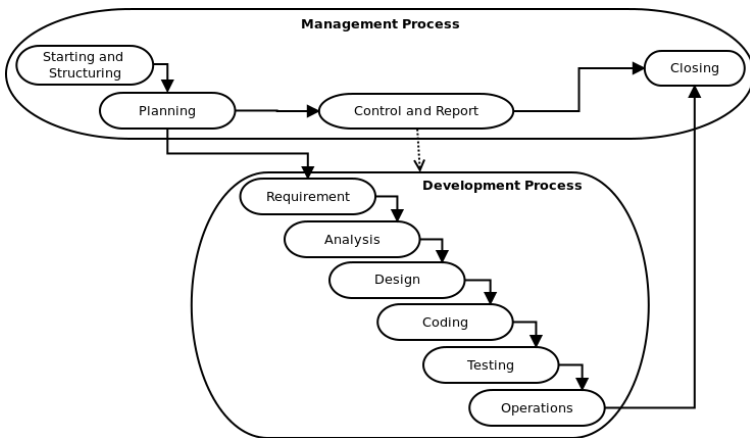 Management Process
Starting and
Structuring
Closing
Planning
Control and Report
Development Process
Requirement
Analysis
Design
Coding
Testing
Operations